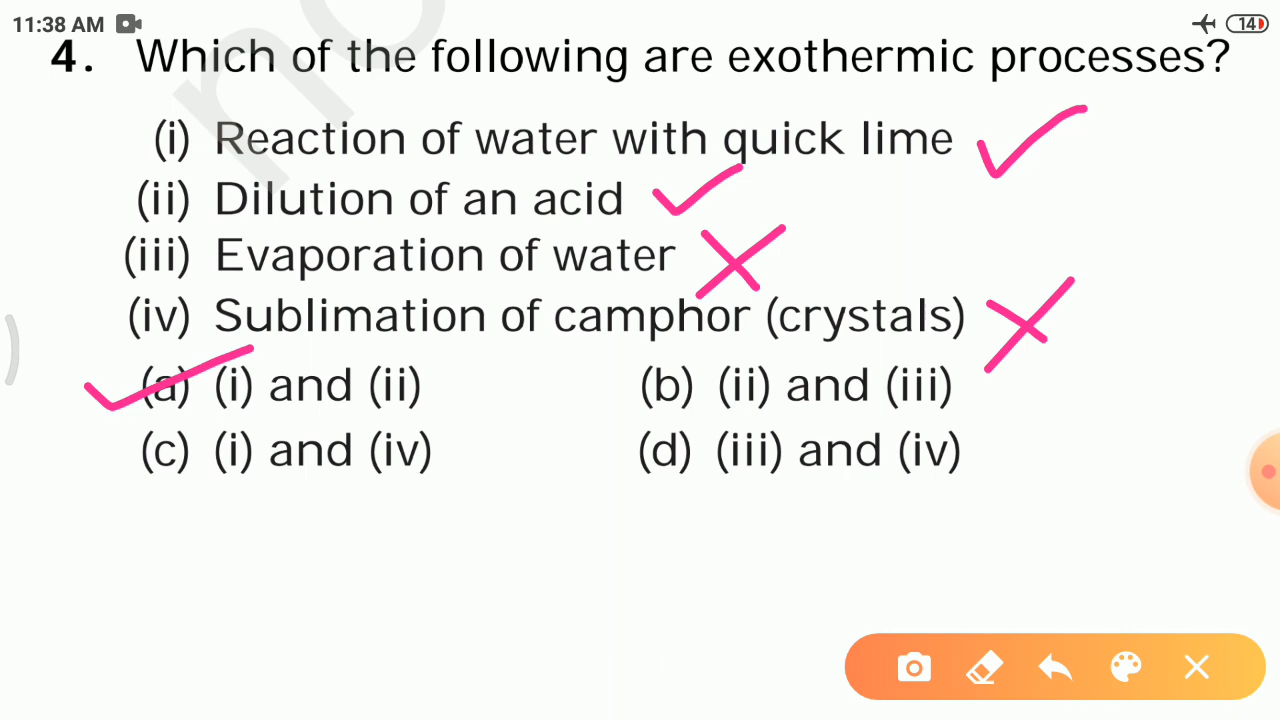 11:38 AM
14
4. Which of the following are exothermic processes?
(i) Reaction of water with quick lime
(ii) Dilution of an acid
(iii) Evaporation of water
(iv) Sublimation of camphor (crystals)
(a) (i) and (ii) (b) (ii) and (iii)
(c) (i) and (iv) (d) (iii) and (iv)